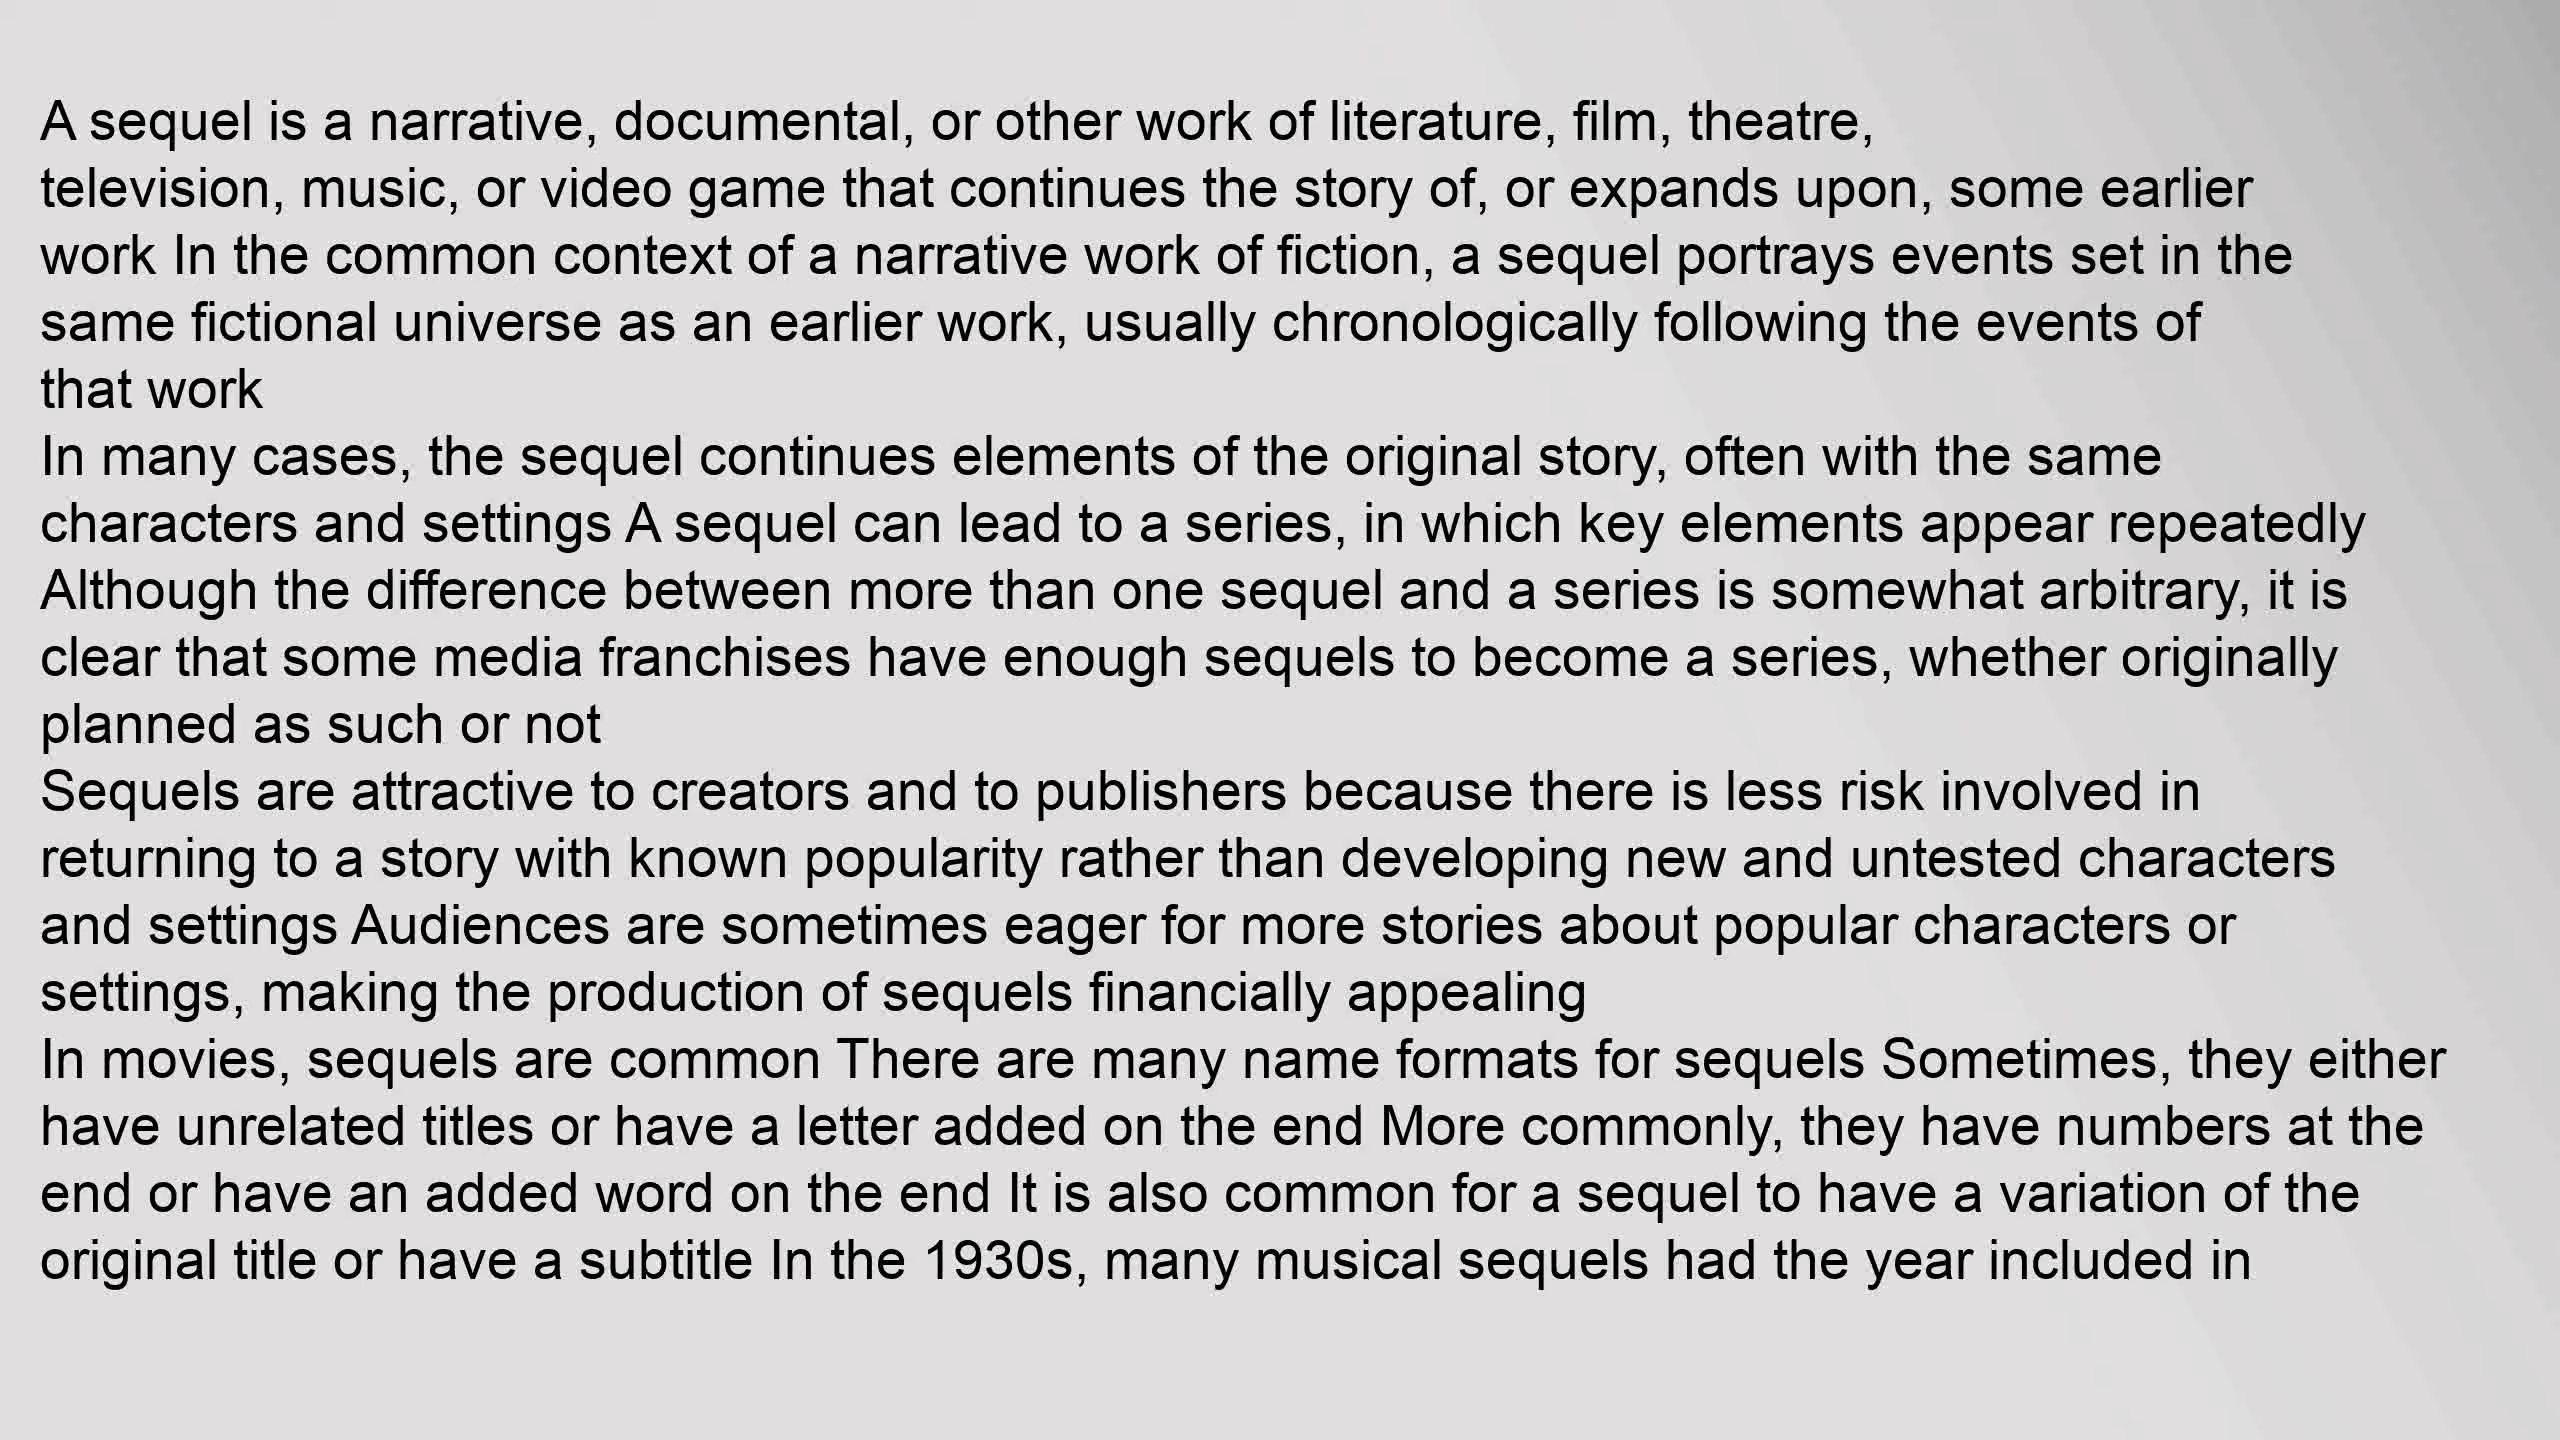 A sequel is a narrative, documental, or other work of literature, film, theatre,
television, music, or video game that continues the story of, or expands upon, some earlier
work In the common context of a narrative work of fiction, a sequel portrays events set in the
same fictional universe as an earlier work, usually chronologically following the events of
that work
In many cases, the sequel continues elements of the original story, often with the same
characters and settings A sequel can lead to a series, in which key elements appear repeatedly
Although the difference between more than one sequel and a series is somewhat arbitrary, it is
clear that some media franchises have enough sequels to become a series, whether originally
planned as such or not
Sequels are attractive to creators and to publishers because there is less risk involved in
returning to a story with known popularity rather than developing new and untested characters
and settings Audiences are sometimes eager for more stories about popular characters or
settings, making the production of sequels financially appealing
In movies, sequels are common There are many name formats for sequels Sometimes, they either
have unrelated titles or have a letter added on the end More commonly, they have numbers at the
end or have an added word on the end It is also common for a sequel to have a variation of the
original title or have a subtitle In the 1930s, many musical sequels had the year included in